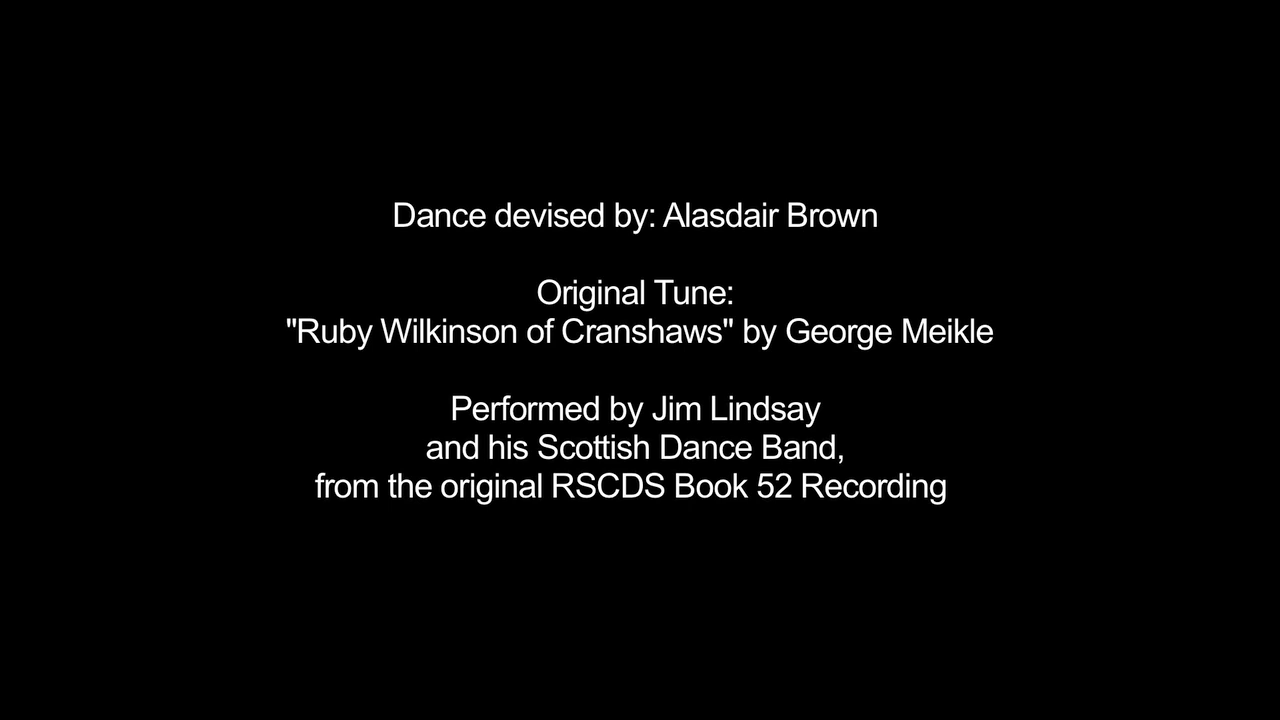 Dance devised by: Alasdair Brown
Original Tune:
"Ruby Wilkinson of Cranshaws" by George Meikle
Performed by Jim Lindsay
and his Scottish Dance Band,
from the original RSCDS Book 52 Recording